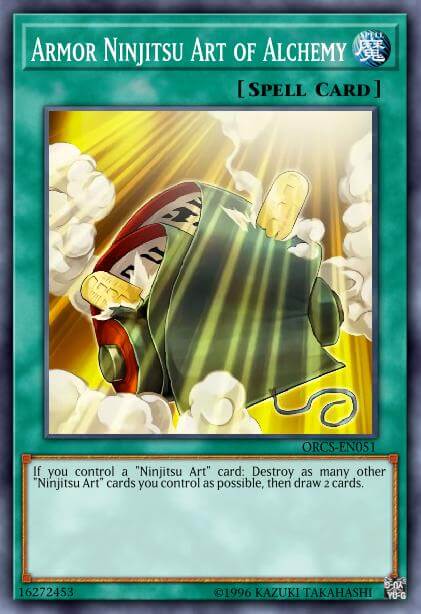 Armor Ninjitsu Art of Alchemy
魔
[Spell Card]
ORCS-EN051
If you control a "Ninjitsu Art" card: Destroy as many other
"Ninjitsu Art" cards you control as possible, then draw 2 cards.
16272453
©1996 KAZUKI TAKAHASHI